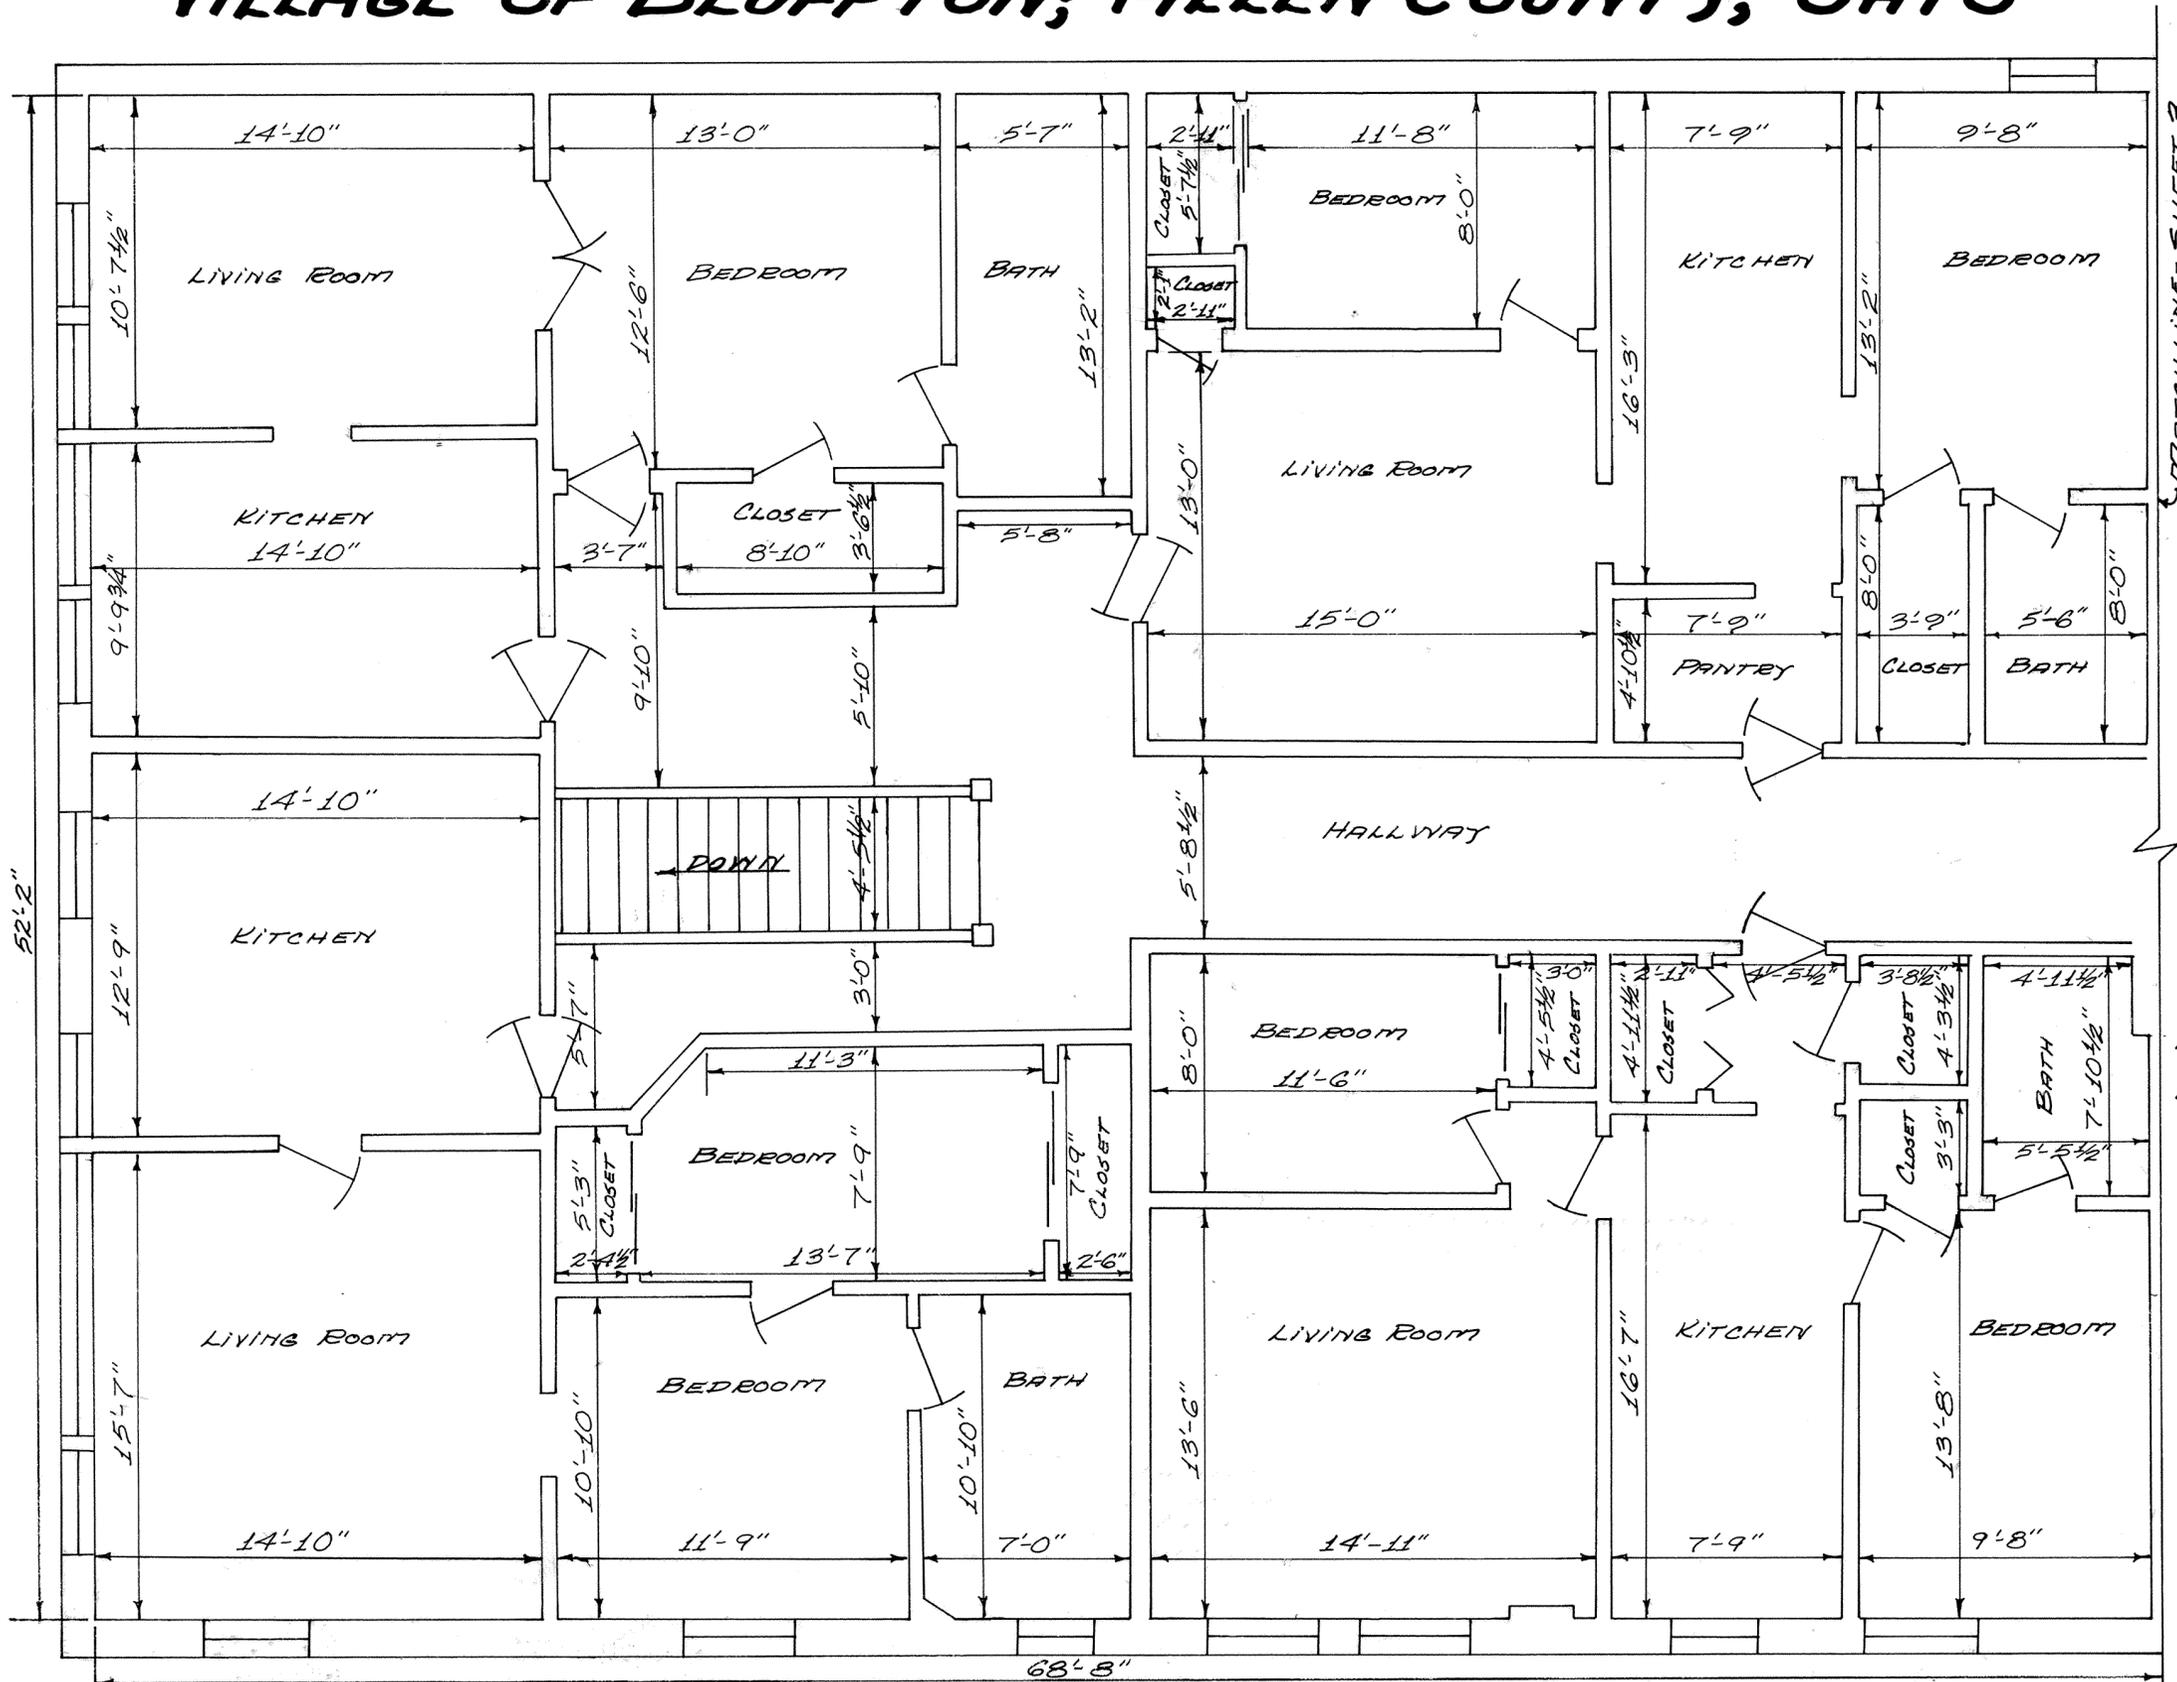 VILLAGE OF BLUFFTON, ALLEN COUNTY, OHIO
14'-10"
13'-0"
5'-7"
2'-11"
11'-8"
7'-9"
9'-8"
10'-7½"
LIVING ROOM
12'-6"
BEDROOM
BATH
13'-2"
CLOSET
5'-7½"
BEDROOM
8'-0"
2'-1"
CLOSET
2'-11"
KITCHEN
16'-3"
13'-2"
BEDROOM
KITCHEN
14'-10"
9'-9¾"
3'-7"
CLOSET
8'-10"
3'-6½"
5'-8"
13'-0"
LIVING ROOM
15'-0"
9'-10"
5'-10"
7'-9"
4'-10½"
PANTRY
8'-0"
3'-9"
CLOSET
5'-6"
BATH
8'-0"
52'-2"
14'-10"
KITCHEN
12'-9"
DOWN
4'-5½"
5'-8½"
HALLWAY
5'-7"
3'-0"
11'-3"
BEDROOM
7'-9"
13'-7"
5'-3"
CLOSET
2'-4½"
7'-9"
CLOSET
2'-6"
8'-0"
BEDROOM
11'-6"
3'-0"
4'-5½"
CLOSET
2'-11"
4'-11½"
CLOSET
4'-5½"
3'-8½"
CLOSET
4'-3½"
4'-11½"
BATH
7'-10½"
5'-5½"
CLOSET
3'-3"
LIVING ROOM
15'-7"
14'-10"
BEDROOM
10'-10"
11'-9"
BATH
10'-10"
7'-0"
LIVING ROOM
13'-6"
14'-11"
KITCHEN
16'-7"
7'-9"
BEDROOM
13'-8"
9'-8"
68'-8"